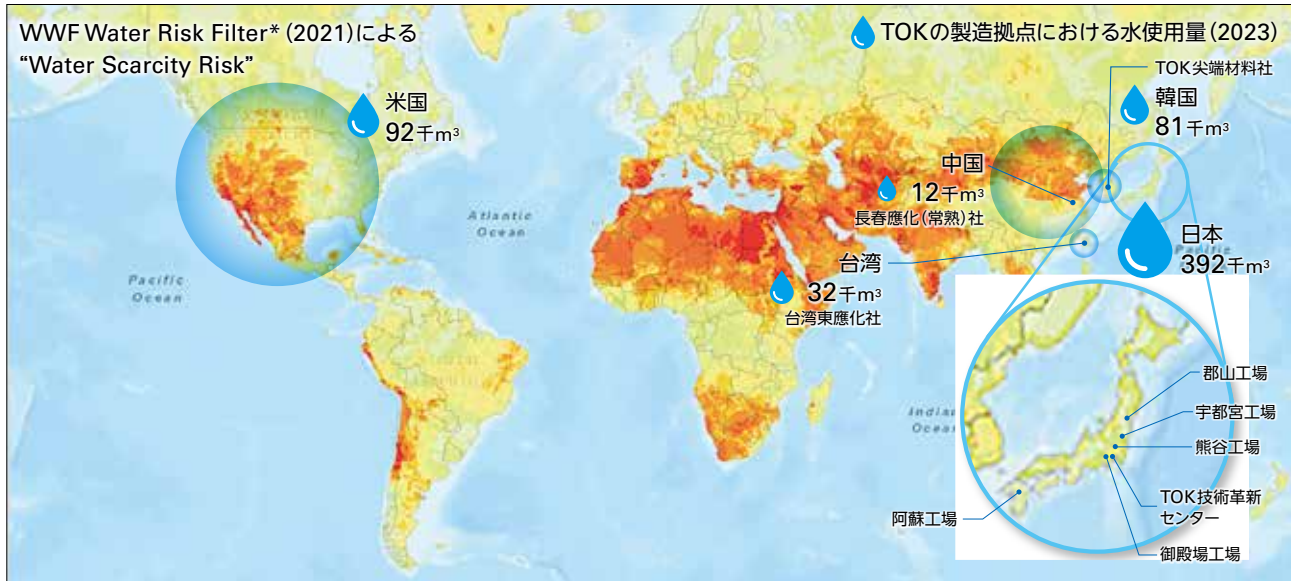 WWF Water Risk Filter* (2021)による
“Water Scarcity Risk”
TOKの製造拠点における水使用量(2023)
米国
92千m³
TOK尖端材料社
韓国
81千m³
中国
12千m³
長春應化(常熟)社
台湾
32千m³
台湾東應化社
日本
392千m³
Atlantic
Ocean
Pacific
Ocean
Pacific
Indian
Ocean
郡山工場
宇都宮工場
熊谷工場
TOK技術革新
センター
御殿場工場
阿蘇工場